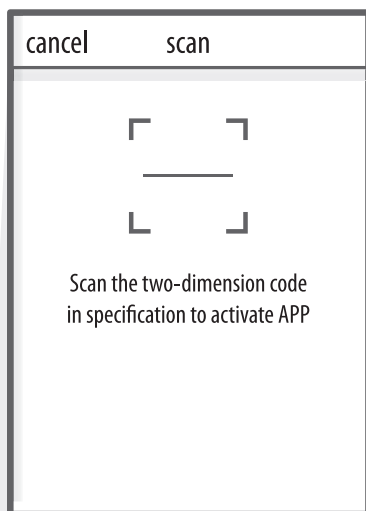 cancel scan
Scan the two-dimension code
in specification to activate APP